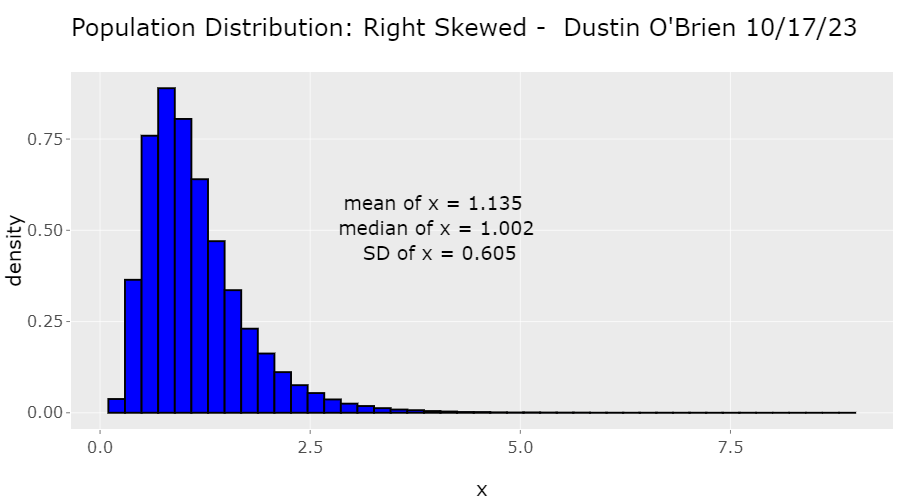 Population Distribution: Right Skewed -  Dustin O'Brien 10/17/23
0.75
mean of x = 1.135
median of x = 1.002
SD of x = 0.605
0.50
density
0.25
0.00
0.0 2.5 5.0 7.5
x